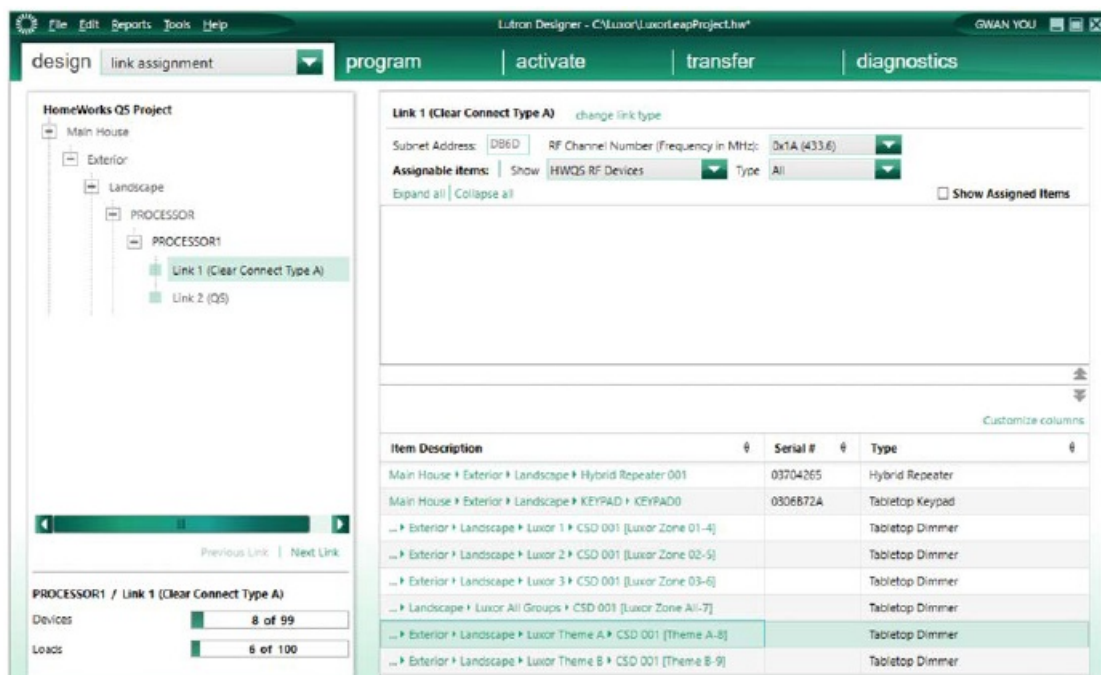 File Edit Reports Tools Help
Lutron Designer - C:\Luxor\LuxorLeapProject.hw*
GWAN YOU
design link assignment program activate transfer diagnostics
HomeWorks QS Project
Main House
Exterior
Landscape
PROCESSOR
PROCESSOR1
Link 1 (Clear Connect Type A)
Link 2 (QS)
Previous Link | Next Link
PROCESSOR1 / Link 1 (Clear Connect Type A)
Devices 8 of 99
Loads 6 of 100
Link 1 (Clear Connect Type A) change link type
Subnet Address: DB6D RF Channel Number (Frequency in MHz): 0x1A (433.6)
Assignable items: | Show HWQS RF Devices Type All
Expand all | Collapse all Show Assigned Items
Customize columns
Item Description Serial # Type
Main House ▸ Exterior ▸ Landscape ▸ Hybrid Repeater 001 03704265 Hybrid Repeater
Main House ▸ Exterior ▸ Landscape ▸ KEYPAD ▸ KEYPAD0 0306B72A Tabletop Keypad
... ▸ Exterior ▸ Landscape ▸ Luxor 1 ▸ CSD 001 [Luxor Zone 01-4] Tabletop Dimmer
... ▸ Exterior ▸ Landscape ▸ Luxor 2 ▸ CSD 001 [Luxor Zone 02-5] Tabletop Dimmer
... ▸ Exterior ▸ Landscape ▸ Luxor 3 ▸ CSD 001 [Luxor Zone 03-6] Tabletop Dimmer
... ▸ Landscape ▸ Luxor All Groups ▸ CSD 001 [Luxor Zone All-7] Tabletop Dimmer
... ▸ Exterior ▸ Landscape ▸ Luxor Theme A ▸ CSD 001 [Theme A-8] Tabletop Dimmer
... ▸ Exterior ▸ Landscape ▸ Luxor Theme B ▸ CSD 001 [Theme B-9] Tabletop Dimmer